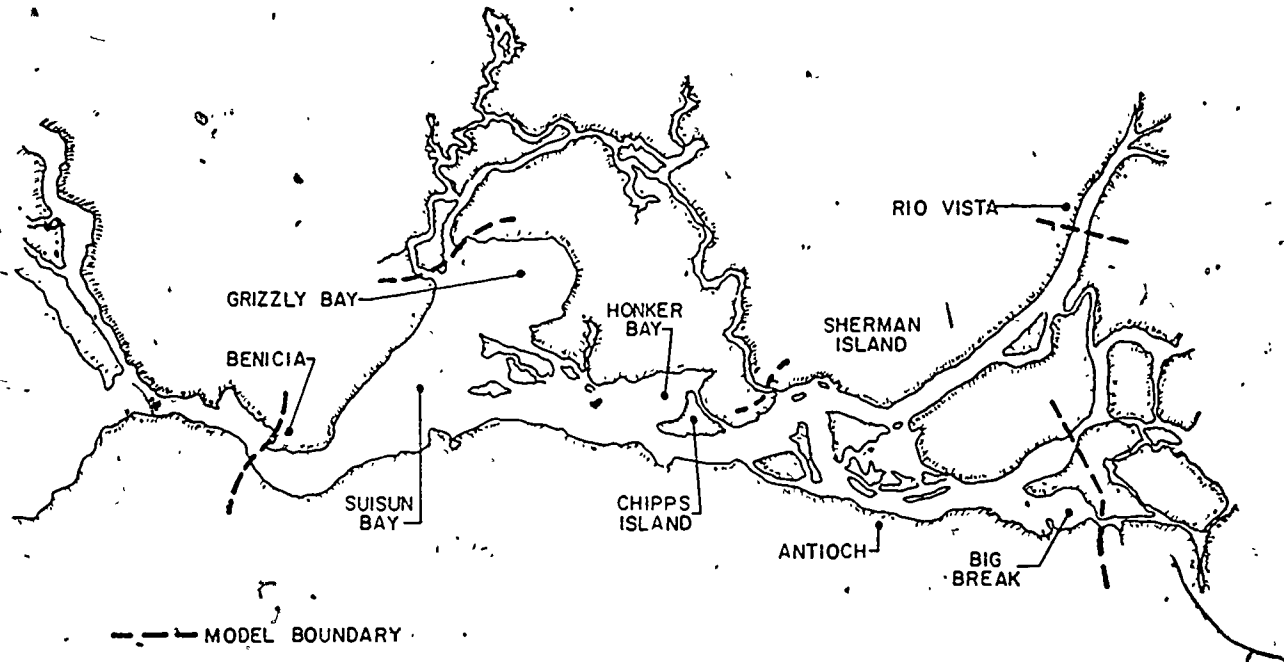 RIO VISTA
GRIZZLY BAY
HONKER
BAY
SHERMAN
ISLAND
BENICIA
SUISUN
BAY
CHIPPS
ISLAND
ANTIOCH
BIG
BREAK
MODEL BOUNDARY